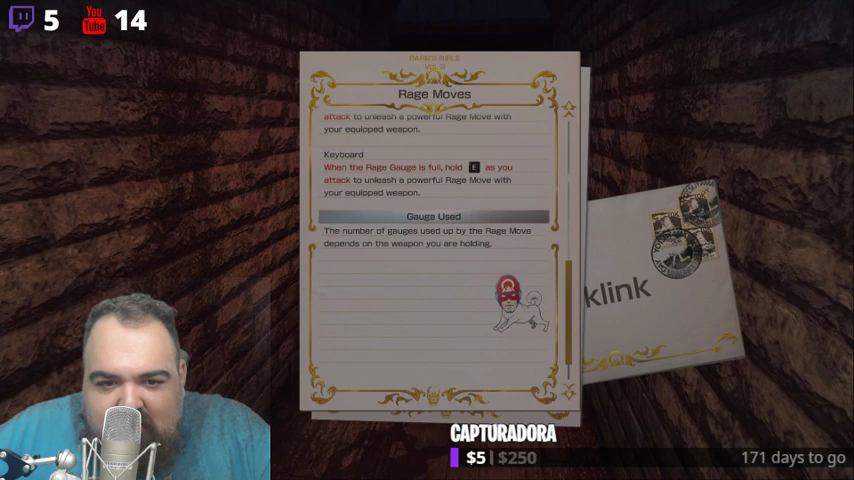 5
14
Rage Moves
attack to unleash a powerful Rage Move with
your equipped weapon.
Keyboard
When the Rage Gauge is full, hold E as you
attack to unleash a powerful Rage Move with
your equipped weapon.
Gauge Used
The number of gauges used up by the Rage Move
depends on the weapon you are holding.
klink
CAPTURADORA
$5 | $250
171 days to go